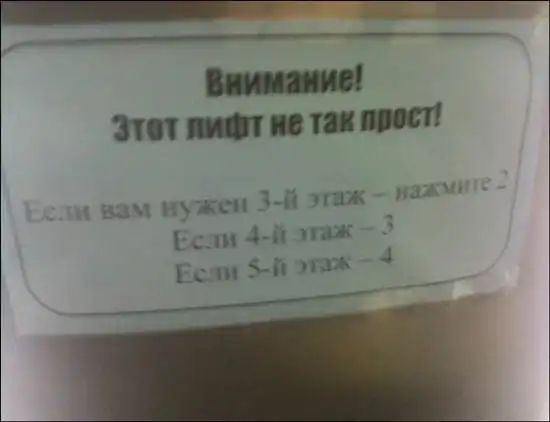 Внимание!
Этот лифт не так прост!
Если вам нужен 3-й этаж – нажмите 2
Если 4-й этаж – 3
Если 5-й этаж – 4